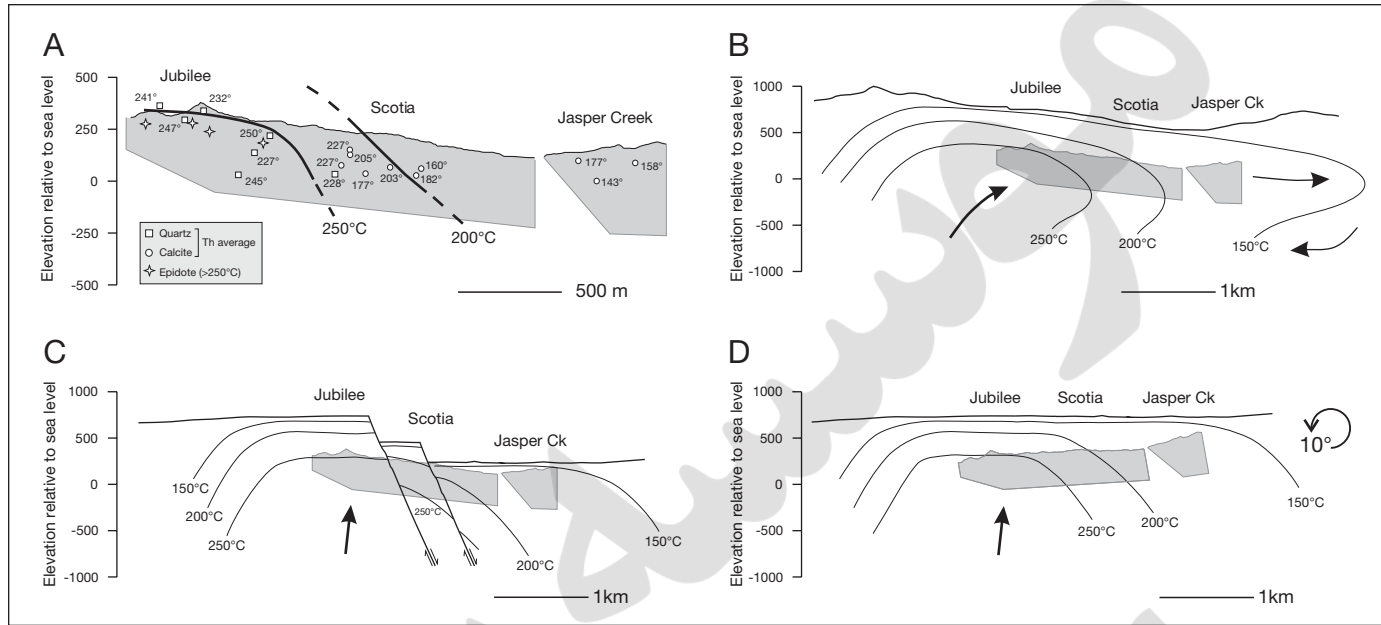 A
Elevation relative to sea level
500
250
0
-250
-500
Jubilee
Scotia
Jasper Creek
241°
232°
247°
250°
227°
245°
227°
205°
227°
228°
177°
203°
160°
182°
177°
158°
143°
250°C
200°C
Quartz
Calcite
Th average
Epidote (>250°C)
500 m
B
Elevation relative to sea level
1000
500
0
-500
-1000
Jubilee
Scotia
Jasper Ck
250°C
200°C
150°C
1km
C
Elevation relative to sea level
1000
500
0
-500
-1000
Jubilee
Scotia
Jasper Ck
150°C
200°C
250°C
250°C
200°C
150°C
1km
D
Elevation relative to sea level
1000
500
0
-500
-1000
Jubilee
Scotia
Jasper Ck
10°
250°C
200°C
150°C
1km